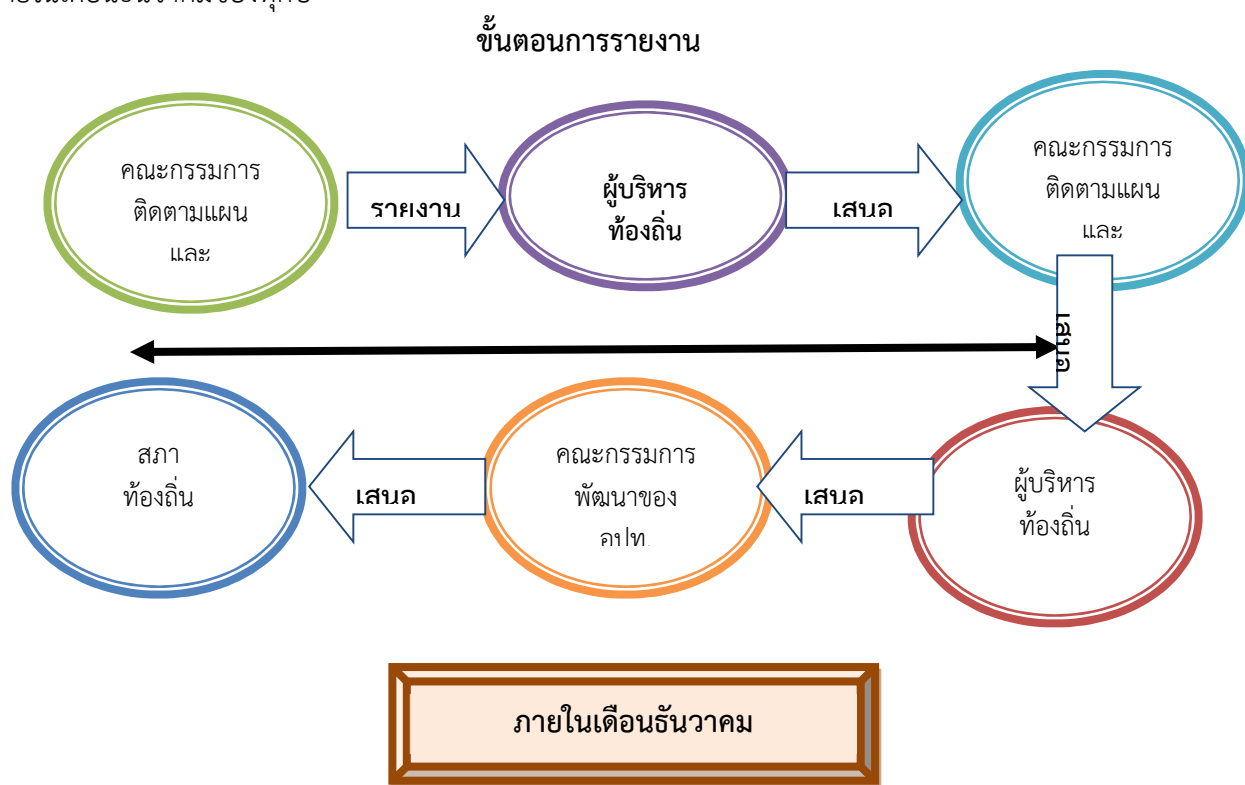 ขั้นตอนการรายงาน
คณะกรรมการ
ติดตามแผน
และ
รายงาน
ผู้บริหาร
ท้องถิ่น
เสนอ
คณะกรรมการ
ติดตามแผน
และ
เสนอ
ผู้บริหาร
ท้องถิ่น
เสนอ
คณะกรรมการ
พัฒนาของ
อปท.
เสนอ
สภา
ท้องถิ่น
ภายในเดือนธันวาคม